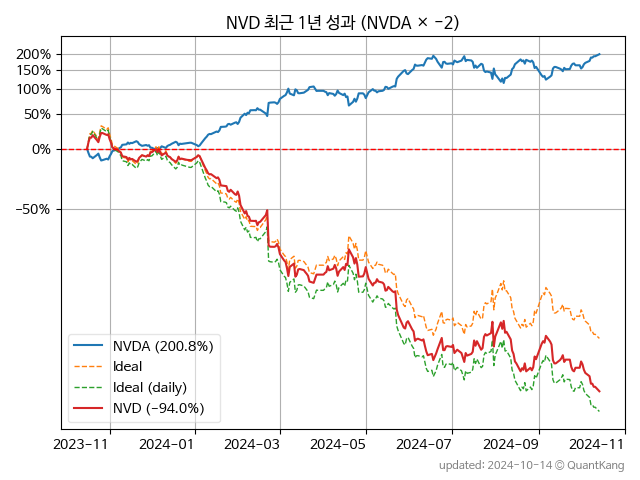 NVD 최근 1년 성과 (NVDA × −2)
200%
150%
100%
50%
0%
−50%
NVDA (200.8%)
Ideal
Ideal (daily)
NVD (−94.0%)
2023-11 2024-01 2024-03 2024-05 2024-07 2024-09 2024-11
updated: 2024-10-14 © QuantKang